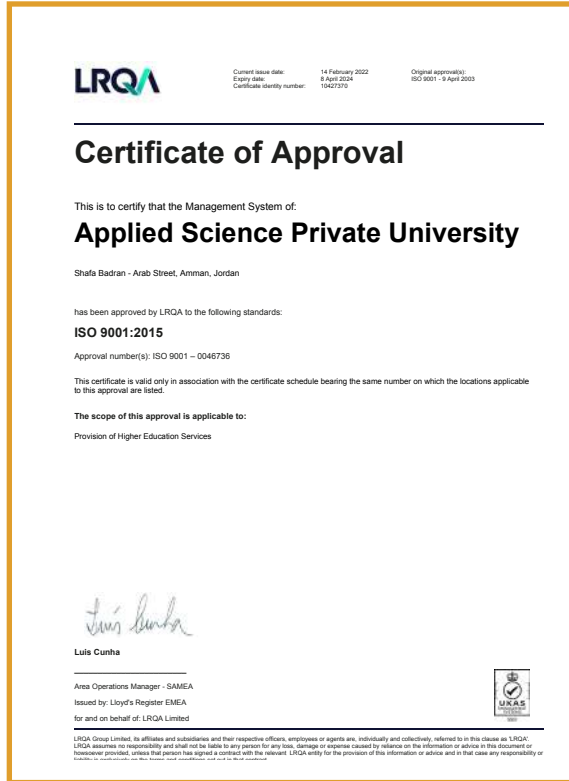 LRQA
Current issue date: 14 February 2022
Expiry date: 8 April 2024
Certificate identity number: 10427370
Original approval(s):
ISO 9001 - 9 April 2003
Certificate of Approval
This is to certify that the Management System of:
Applied Science Private University
Shafa Badran - Arab Street, Amman, Jordan
has been approved by LRQA to the following standards:
ISO 9001:2015
Approval number(s): ISO 9001 – 0046736
This certificate is valid only in association with the certificate schedule bearing the same number on which the locations applicable
to this approval are listed.
The scope of this approval is applicable to:
Provision of Higher Education Services
Luis Cunha
Luis Cunha
Area Operations Manager - SAMEA
Issued by: Lloyd's Register EMEA
for and on behalf of: LRQA Limited
UKAS
MANAGEMENT
SYSTEMS
LRQA Group Limited, its affiliates and subsidiaries and their respective officers, employees or agents are, individually and collectively, referred to in this clause as 'LRQA'.
LRQA assumes no responsibility and shall not be liable to any person for any loss, damage or expense caused by reliance on the information or advice in this document or
howsoever provided, unless that person has signed a contract with the relevant LRQA entity for the provision of this information or advice and in that case any responsibility or